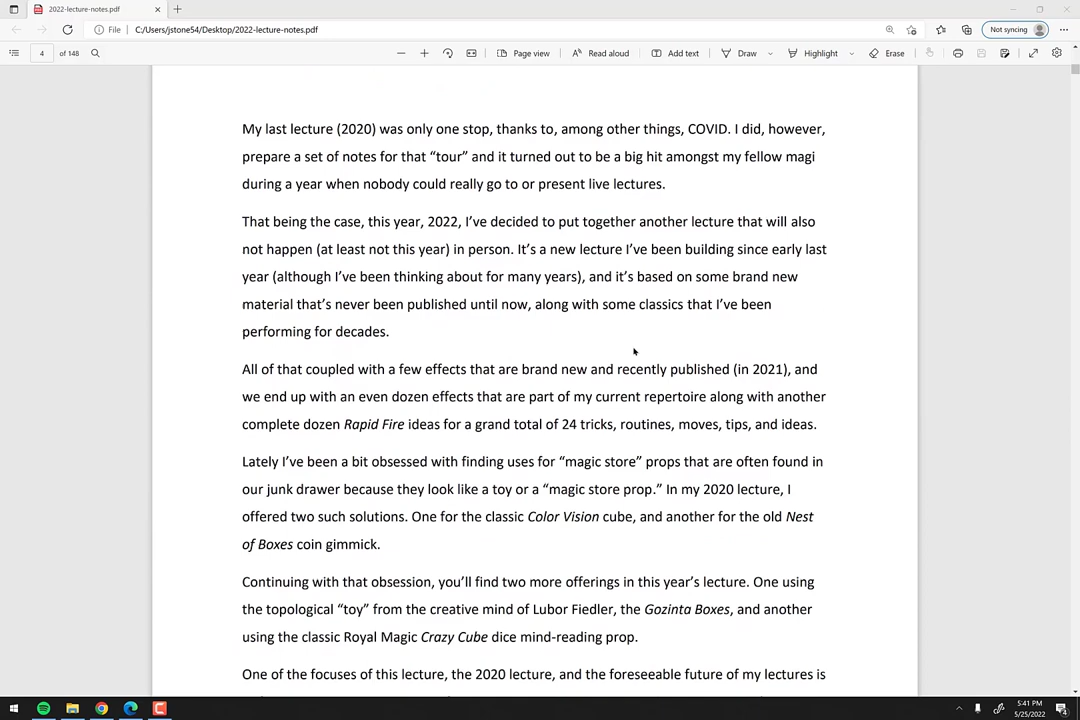 2022-lecture-notes.pdf
File
C:/Users/jstone54/Desktop/2022-lecture-notes.pdf
Not syncing
4 of 148
Page view
Read aloud
Add text
Draw
Highlight
Erase
My last lecture (2020) was only one stop, thanks to, among other things, COVID. I did, however,
prepare a set of notes for that “tour” and it turned out to be a big hit amongst my fellow magi
during a year when nobody could really go to or present live lectures.
That being the case, this year, 2022, I’ve decided to put together another lecture that will also
not happen (at least not this year) in person. It’s a new lecture I’ve been building since early last
year (although I’ve been thinking about for many years), and it’s based on some brand new
material that’s never been published until now, along with some classics that I’ve been
performing for decades.
All of that coupled with a few effects that are brand new and recently published (in 2021), and
we end up with an even dozen effects that are part of my current repertoire along with another
complete dozen Rapid Fire ideas for a grand total of 24 tricks, routines, moves, tips, and ideas.
Lately I’ve been a bit obsessed with finding uses for “magic store” props that are often found in
our junk drawer because they look like a toy or a “magic store prop.” In my 2020 lecture, I
offered two such solutions. One for the classic Color Vision cube, and another for the old Nest
of Boxes coin gimmick.
Continuing with that obsession, you’ll find two more offerings in this year’s lecture. One using
the topological “toy” from the creative mind of Lubor Fiedler, the Gozinta Boxes, and another
using the classic Royal Magic Crazy Cube dice mind-reading prop.
One of the focuses of this lecture, the 2020 lecture, and the foreseeable future of my lectures is
5:41 PM
5/25/2022